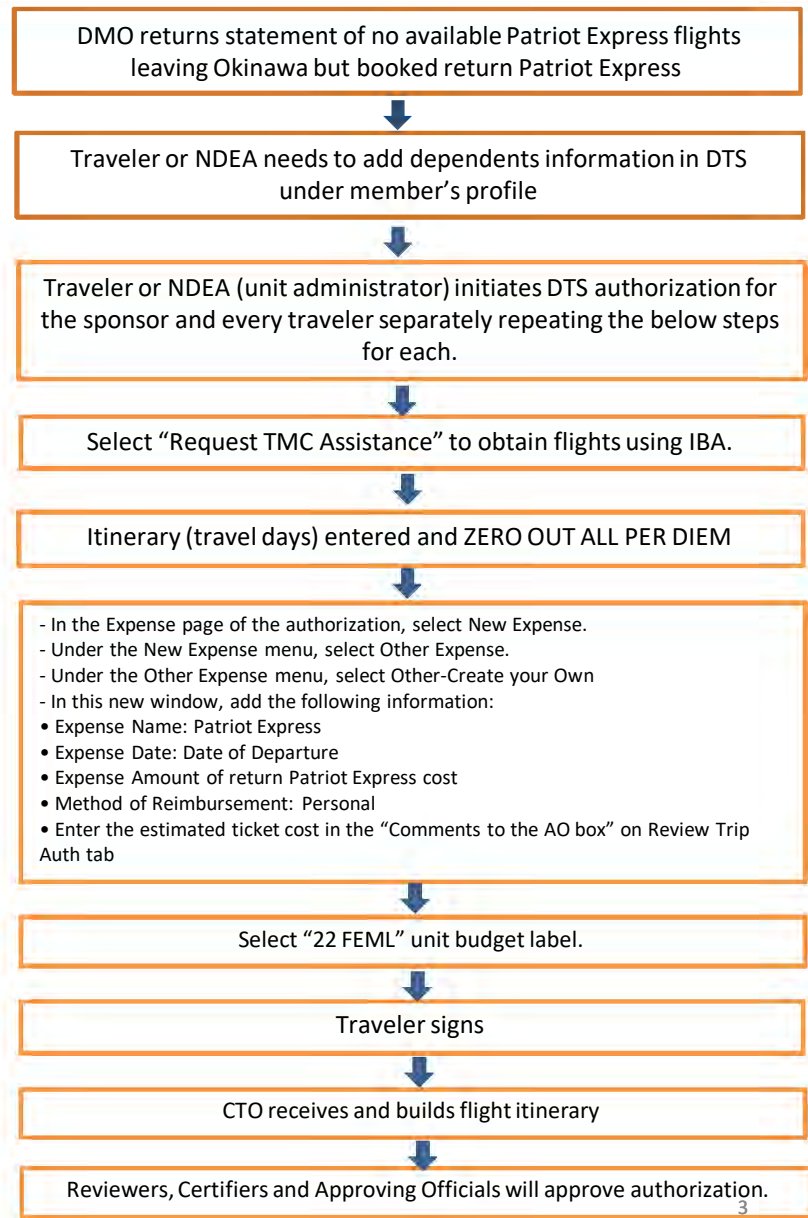 DMO returns statement of no available Patriot Express flights
leaving Okinawa but booked return Patriot Express
Traveler or NDEA needs to add dependents information in DTS
under member's profile
Traveler or NDEA (unit administrator) initiates DTS authorization for
the sponsor and every traveler separately repeating the below steps
for each.
Select “Request TMC Assistance” to obtain flights using IBA.
Itinerary (travel days) entered and ZERO OUT ALL PER DIEM
- In the Expense page of the authorization, select New Expense.
- Under the New Expense menu, select Other Expense.
- Under the Other Expense menu, select Other-Create your Own
- In this new window, add the following information:
• Expense Name: Patriot Express
• Expense Date: Date of Departure
• Expense Amount of return Patriot Express cost
• Method of Reimbursement: Personal
• Enter the estimated ticket cost in the “Comments to the AO box” on Review Trip
Auth tab
Select “22 FEML” unit budget label.
Traveler signs
CTO receives and builds flight itinerary
Reviewers, Certifiers and Approving Officials will approve authorization.
3